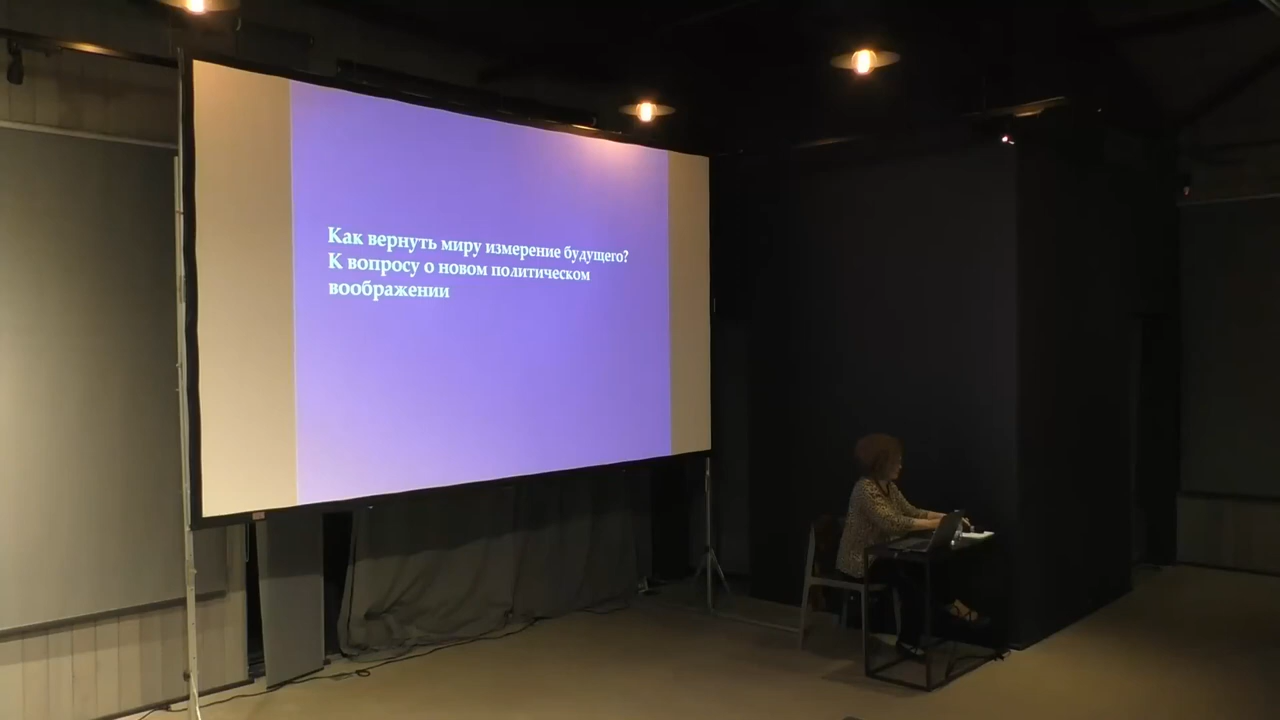 Как вернуть миру измерение будущего?
К вопросу о новом политическом
воображении